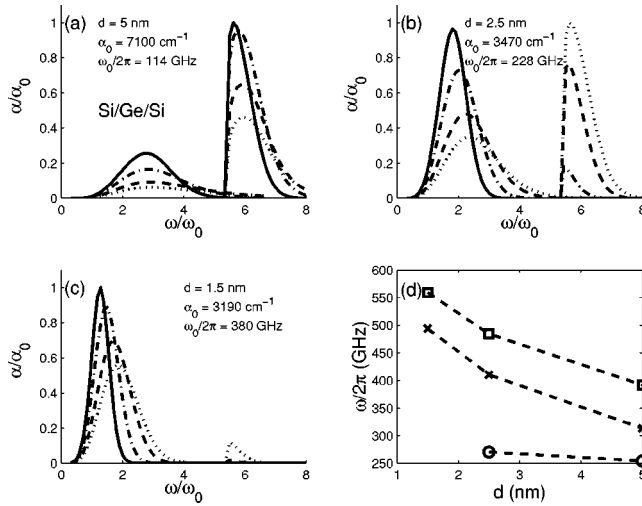 (a)
d = 5 nm
α₀ = 7100 cm⁻¹
ω₀/2π = 114 GHz
Si/Ge/Si
α/α₀
1
0.8
0.6
0.4
0.2
0
0 2 4 6 8
ω/ω₀
(b)
d = 2.5 nm
α₀ = 3470 cm⁻¹
ω₀/2π = 228 GHz
α/α₀
1
0.8
0.6
0.4
0.2
0
0 2 4 6 8
ω/ω₀
(c)
d = 1.5 nm
α₀ = 3190 cm⁻¹
ω₀/2π = 380 GHz
α/α₀
1
0.8
0.6
0.4
0.2
0
0 2 4 6 8
ω/ω₀
(d)
ω/2π (GHz)
600
550
500
450
400
350
300
250
1 2 3 4 5
d (nm)